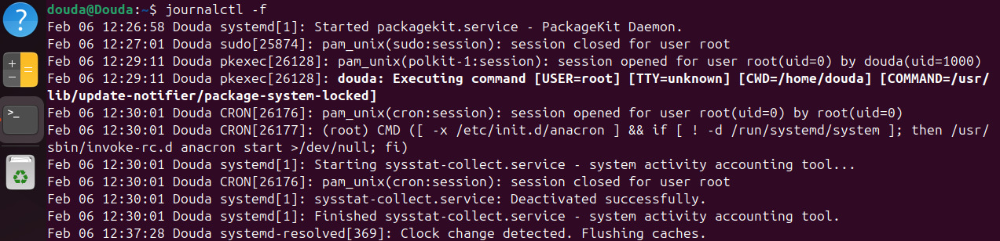 douda@Douda:~$ journalctl -f
Feb 06 12:26:58 Douda systemd[1]: Started packagekit.service - PackageKit Daemon.
Feb 06 12:27:01 Douda sudo[25874]: pam_unix(sudo:session): session closed for user root
Feb 06 12:29:11 Douda pkexec[26128]: pam_unix(polkit-1:session): session opened for user root(uid=0) by douda(uid=1000)
Feb 06 12:29:11 Douda pkexec[26128]: douda: Executing command [USER=root] [TTY=unknown] [CWD=/home/douda] [COMMAND=/usr/
lib/update-notifier/package-system-locked]
Feb 06 12:30:01 Douda CRON[26176]: pam_unix(cron:session): session opened for user root(uid=0) by root(uid=0)
Feb 06 12:30:01 Douda CRON[26177]: (root) CMD ([ -x /etc/init.d/anacron ] && if [ ! -d /run/systemd/system ]; then /usr/
sbin/invoke-rc.d anacron start >/dev/null; fi)
Feb 06 12:30:01 Douda systemd[1]: Starting sysstat-collect.service - system activity accounting tool...
Feb 06 12:30:01 Douda CRON[26176]: pam_unix(cron:session): session closed for user root
Feb 06 12:30:01 Douda systemd[1]: sysstat-collect.service: Deactivated successfully.
Feb 06 12:30:01 Douda systemd[1]: Finished sysstat-collect.service - system activity accounting tool.
Feb 06 12:37:28 Douda systemd-resolved[369]: Clock change detected. Flushing caches.